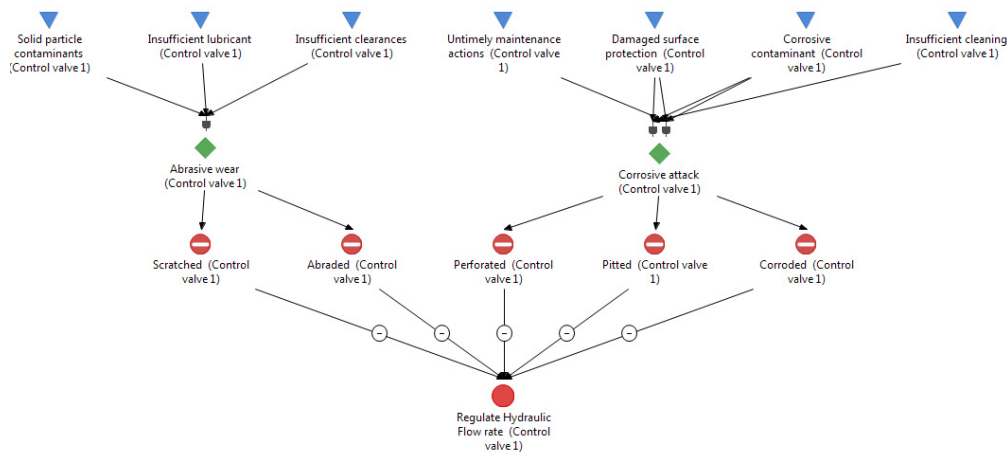 Solid particle
contaminants
(Control valve 1)
Insufficient lubricant
(Control valve 1)
Insufficient clearances
(Control valve 1)
Untimely maintenance
actions (Control valve
1)
Damaged surface
protection (Control
valve 1)
Corrosive
contaminant (Control
valve 1)
Insufficient cleaning
(Control valve 1)
Abrasive wear
(Control valve 1)
Corrosive attack
(Control valve 1)
Scratched (Control
valve 1)
Abraded (Control
valve 1)
Perforated (Control
valve 1)
Pitted (Control valve
1)
Corroded (Control
valve 1)
Regulate Hydraulic
Flow rate (Control
valve 1)